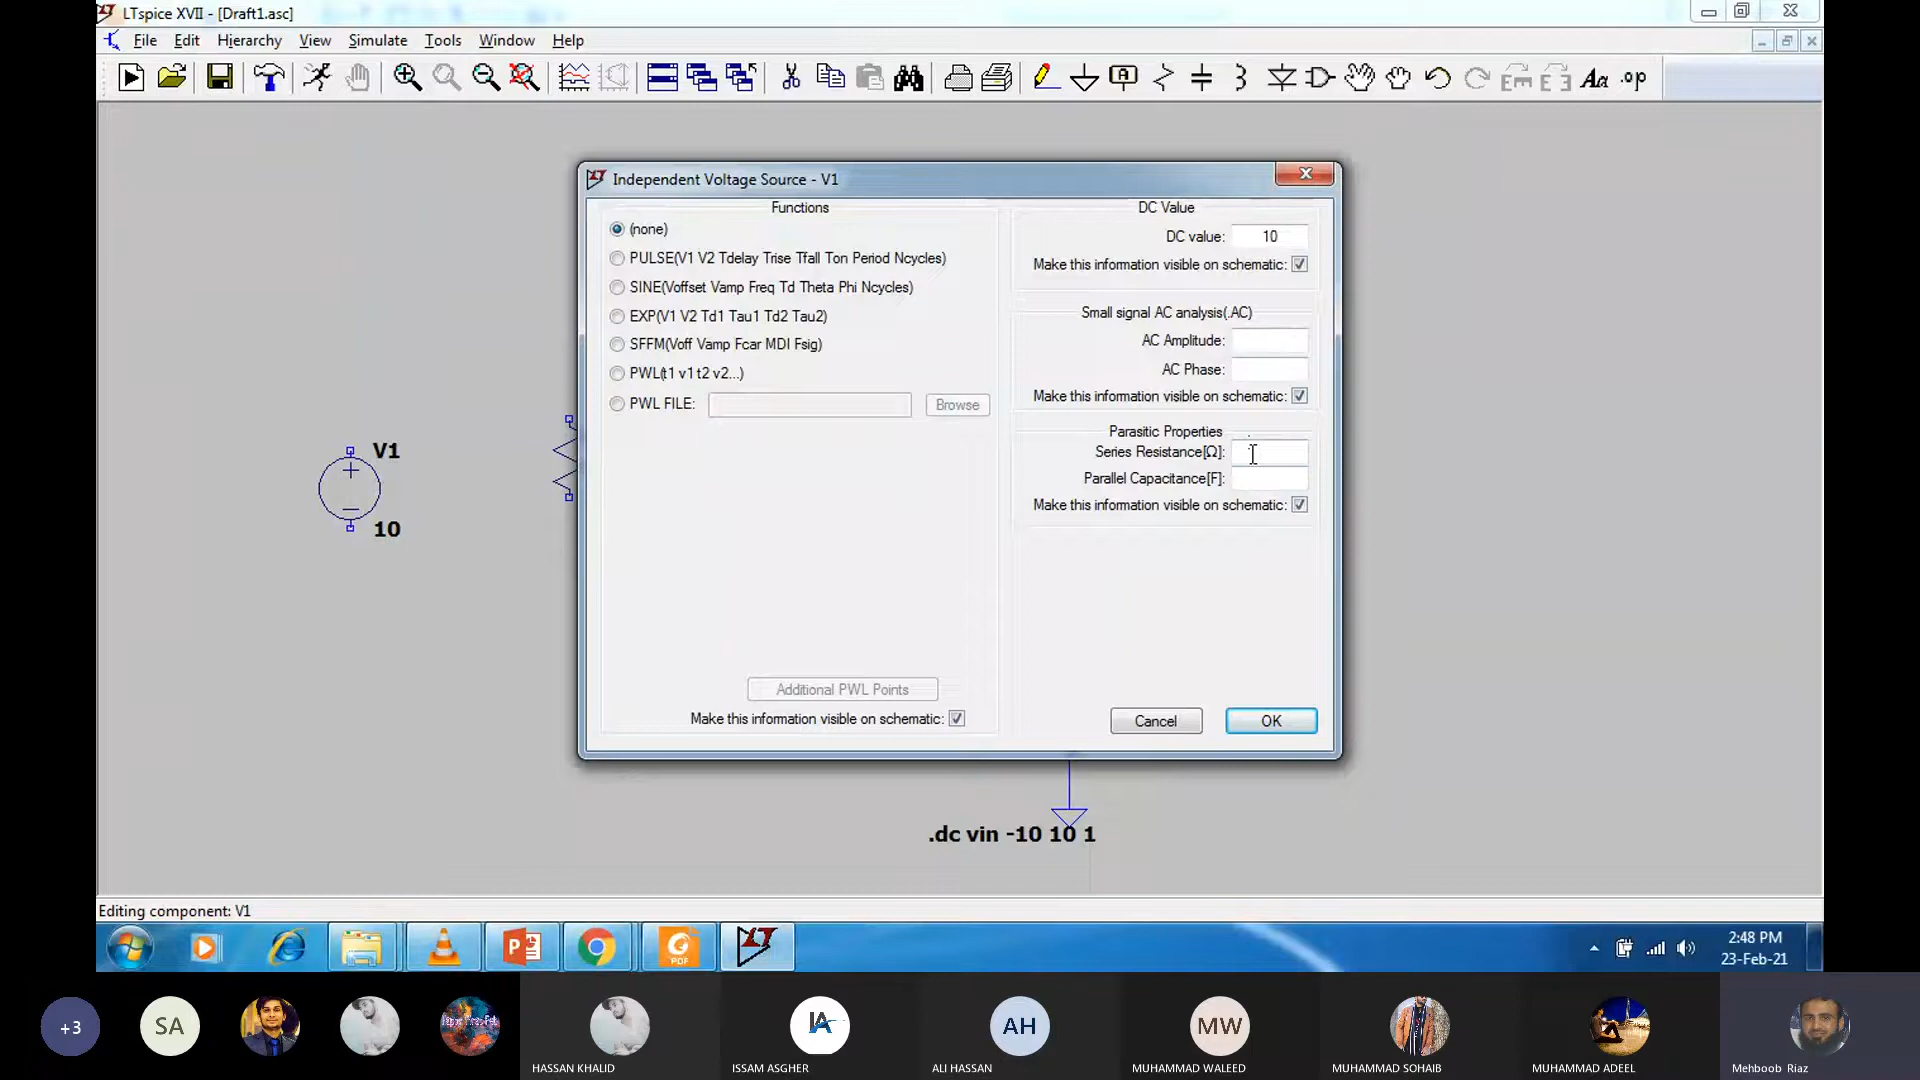 LTspice XVII - [Draft1.asc]
File Edit Hierarchy View Simulate Tools Window Help
Aa .op
Independent Voltage Source - V1
Functions
(none)
PULSE(V1 V2 Tdelay Trise Tfall Ton Period Ncycles)
SINE(Voffset Vamp Freq Td Theta Phi Ncycles)
EXP(V1 V2 Td1 Tau1 Td2 Tau2)
SFFM(Voff Vamp Fcar MDI Fsig)
PWL(t1 v1 t2 v2...)
PWL FILE:
Browse
Additional PWL Points
Make this information visible on schematic:
DC Value
DC value: 10
Make this information visible on schematic:
Small signal AC analysis(.AC)
AC Amplitude:
AC Phase:
Make this information visible on schematic:
Parasitic Properties
Series Resistance[Ω]:
Parallel Capacitance[F]:
Make this information visible on schematic:
Cancel OK
V1
10
.dc vin -10 10 1
Editing component: V1
2:48 PM
23-Feb-21
+3
SA
IA
AH
MW
HASSAN KHALID
ISSAM ASGHER
ALI HASSAN
MUHAMMAD WALEED
MUHAMMAD SOHAIB
MUHAMMAD ADEEL
Mehboob Riaz